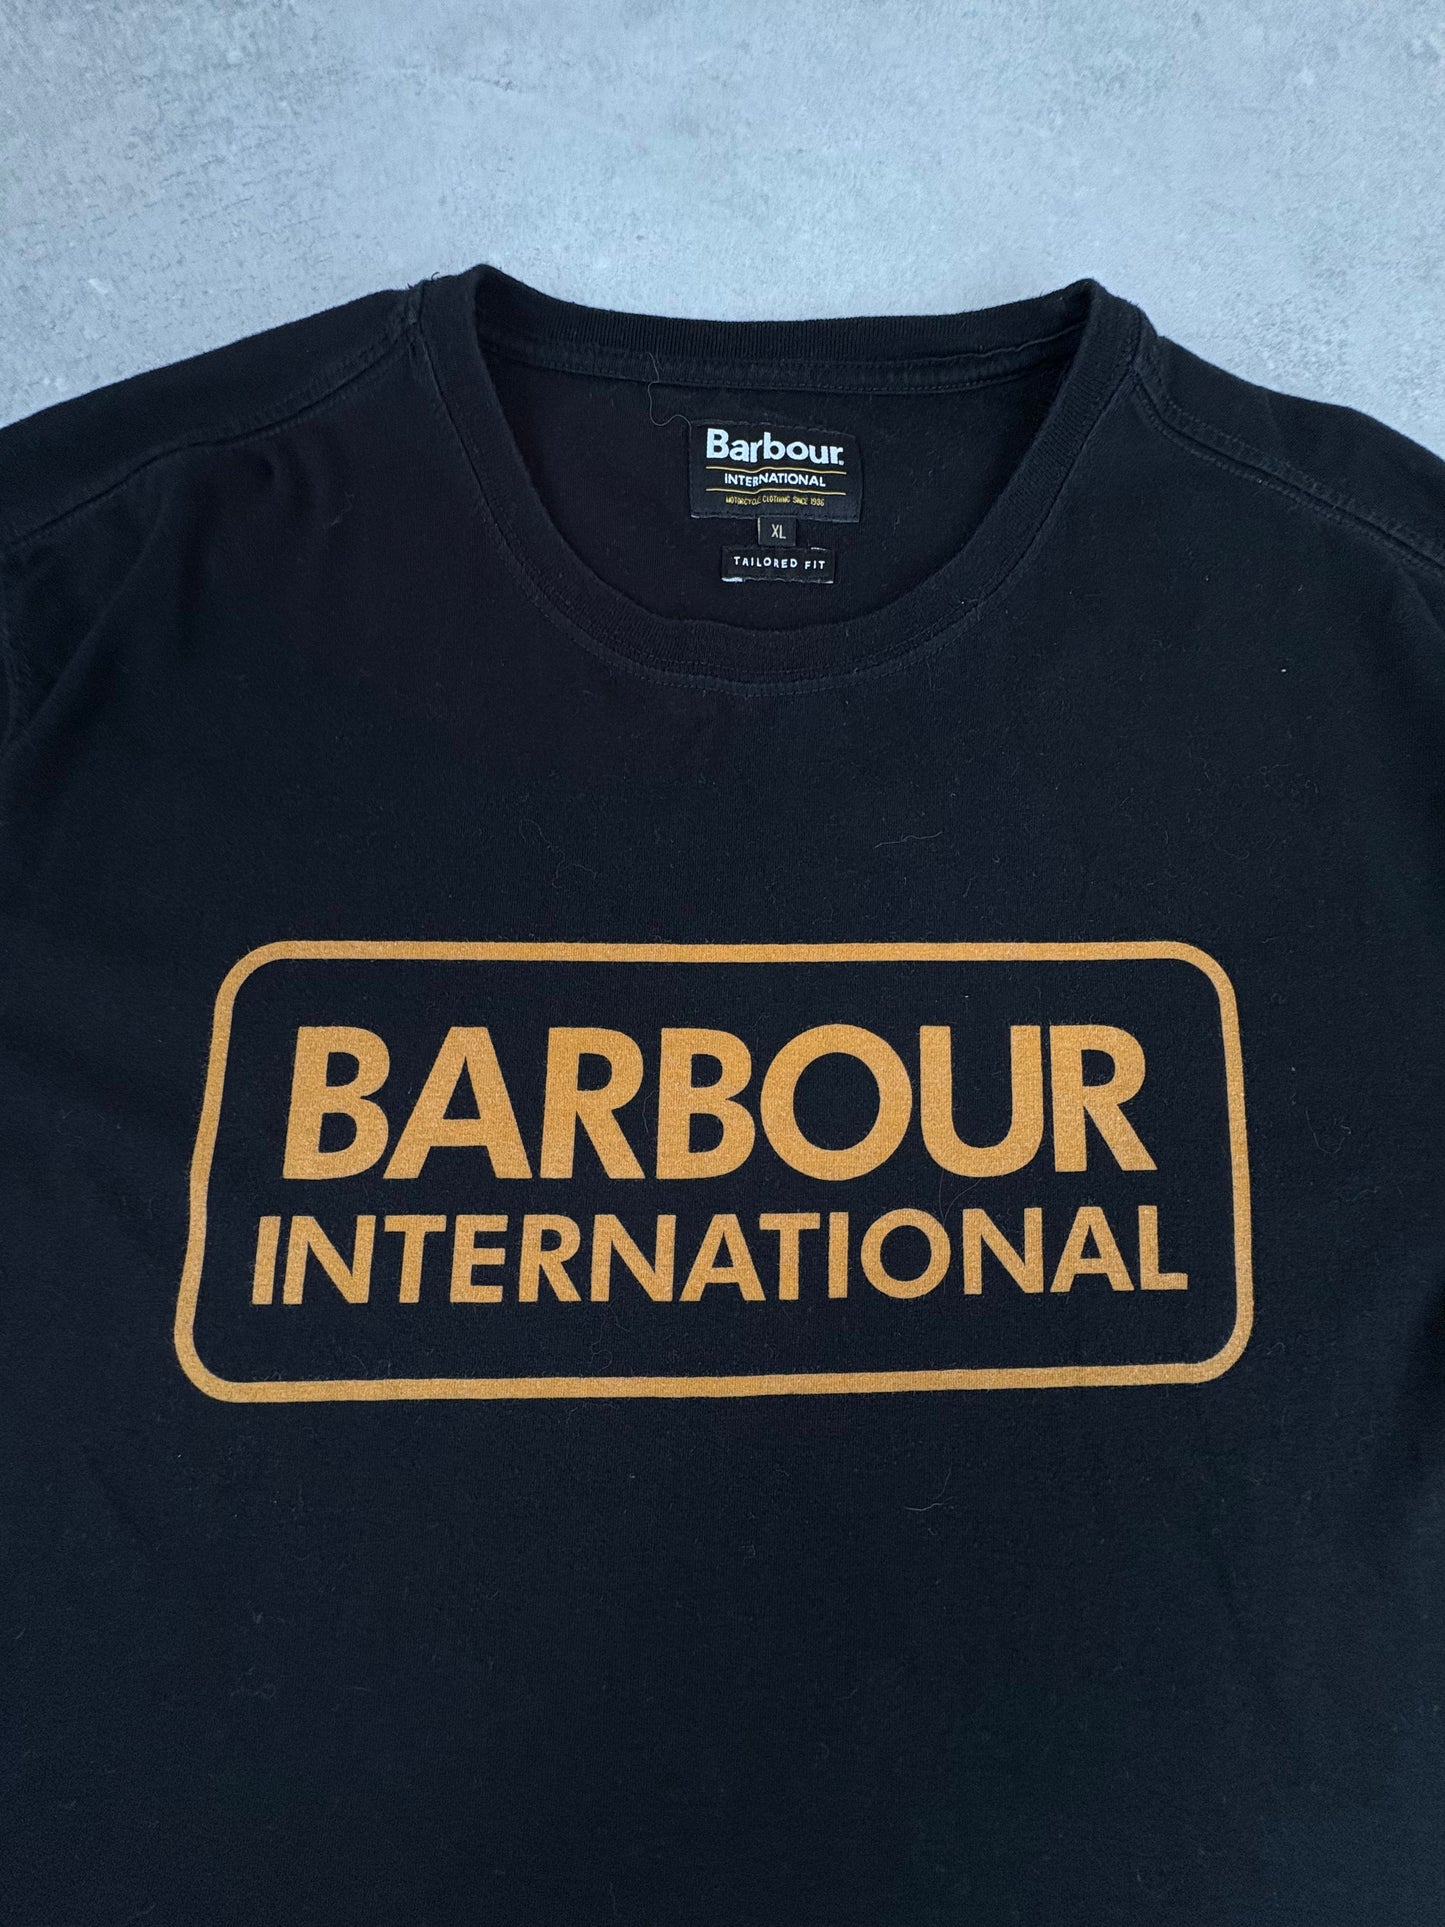 Barbour.
INTERNATIONAL
MOTORCYCLE CLOTHING SINCE 1936
XL
TAILORED FIT
BARBOUR
INTERNATIONAL